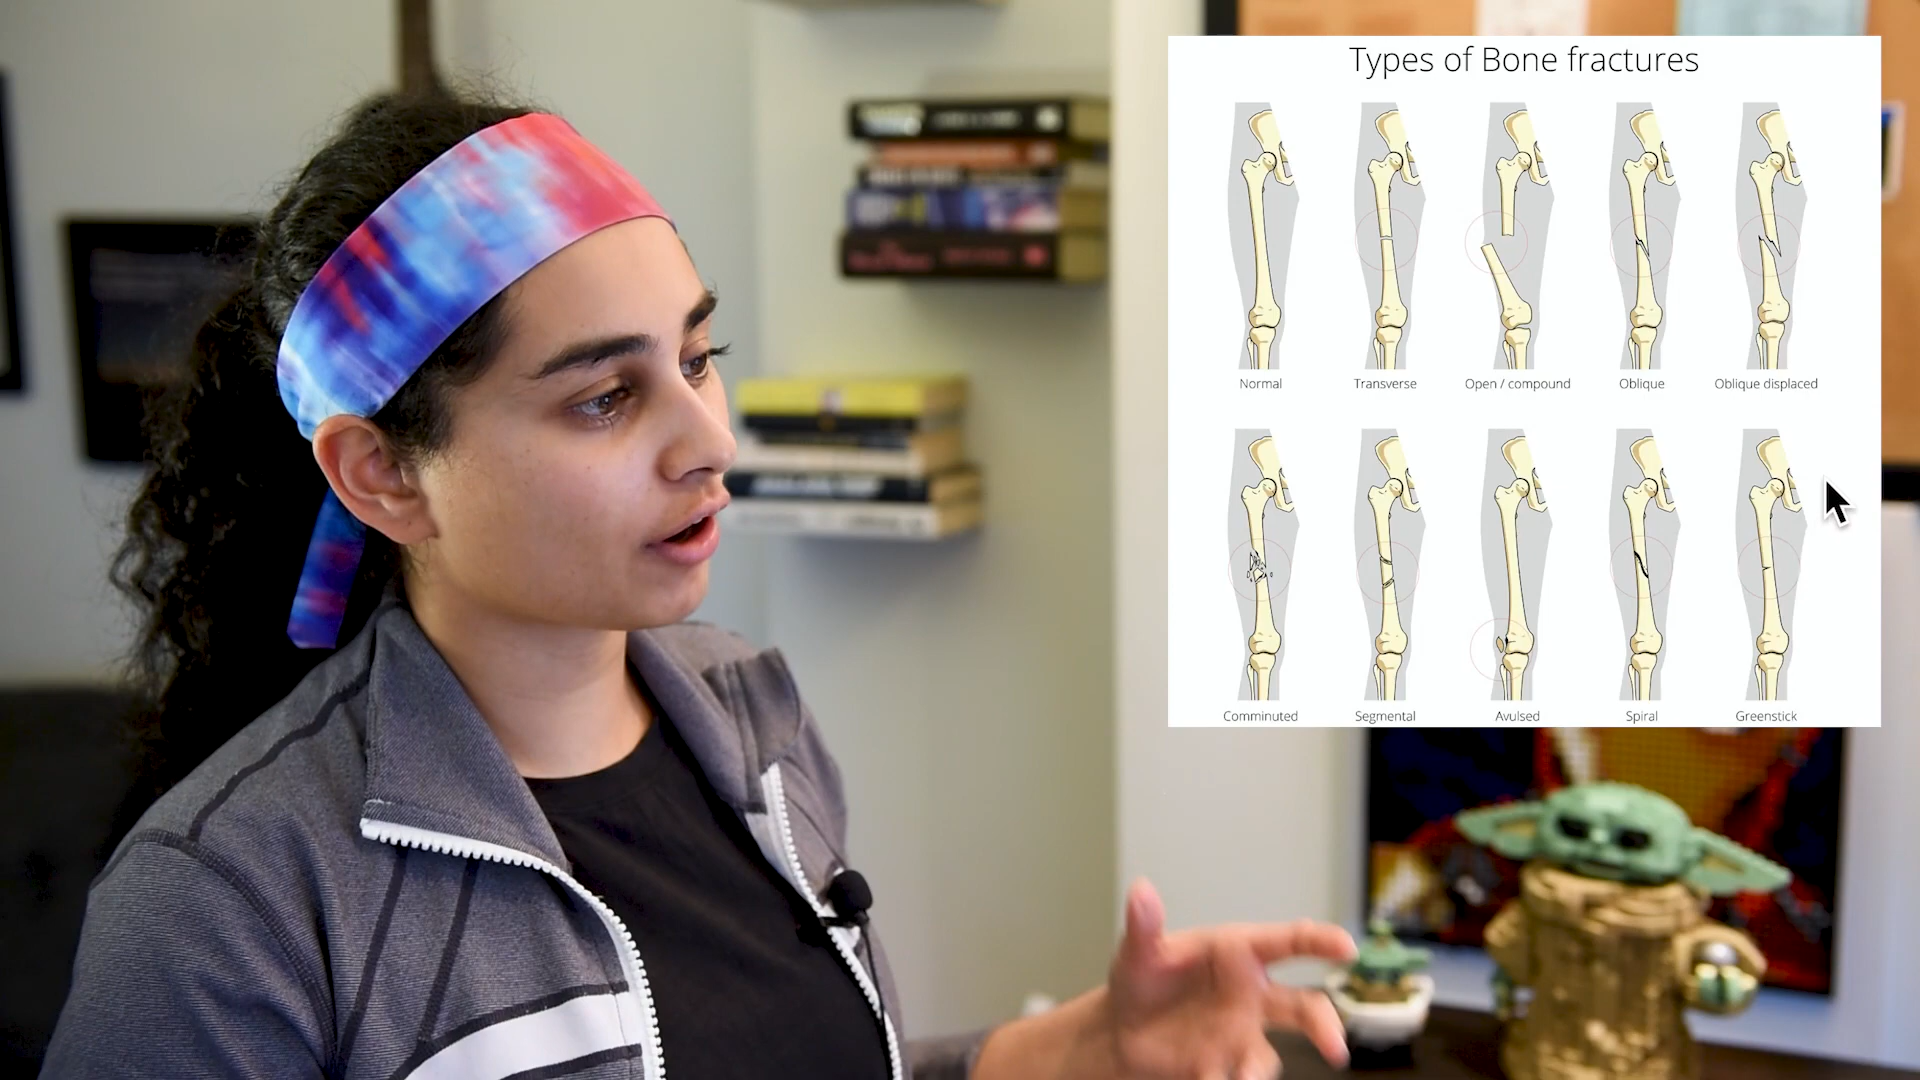 Types of Bone fractures
Normal
Transverse
Open / compound
Oblique
Oblique displaced
Comminuted
Segmental
Avulsed
Spiral
Greenstick